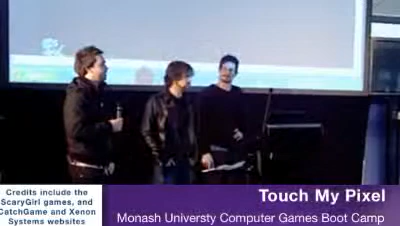 Touch My Pixel
Monash Universty Computer Games Boot Camp
Credits include the
ScaryGirl games, and
CatchGame and Xenon
Systems websites